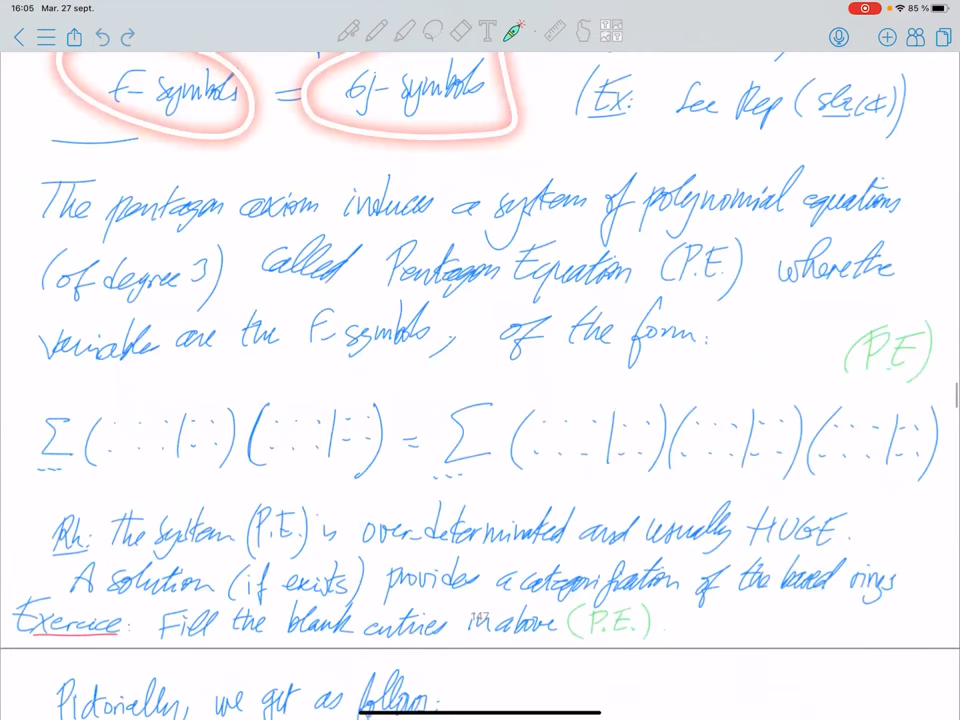 16:05 Mar. 27 sept. 85 %
F-symbols = 6j-symbols (Ex: See Rep (sl2(C))
The pentagon axiom induces a system of polynomial equations
(of degree 3) called Pentagon Equation (P.E.) where the
variable are the F-symbols, of the form:
(P.E)
Σ (... | ...) (... | ...) = Σ (... | ...) (... | ...) (... | ...)
Rk: The system (P.E.) is over-determinated and usually HUGE.
A solution (if exists) provides a categorification of the based rings
Exercice: Fill the blank entries in above (P.E.)
Pictorially, we get as follow: